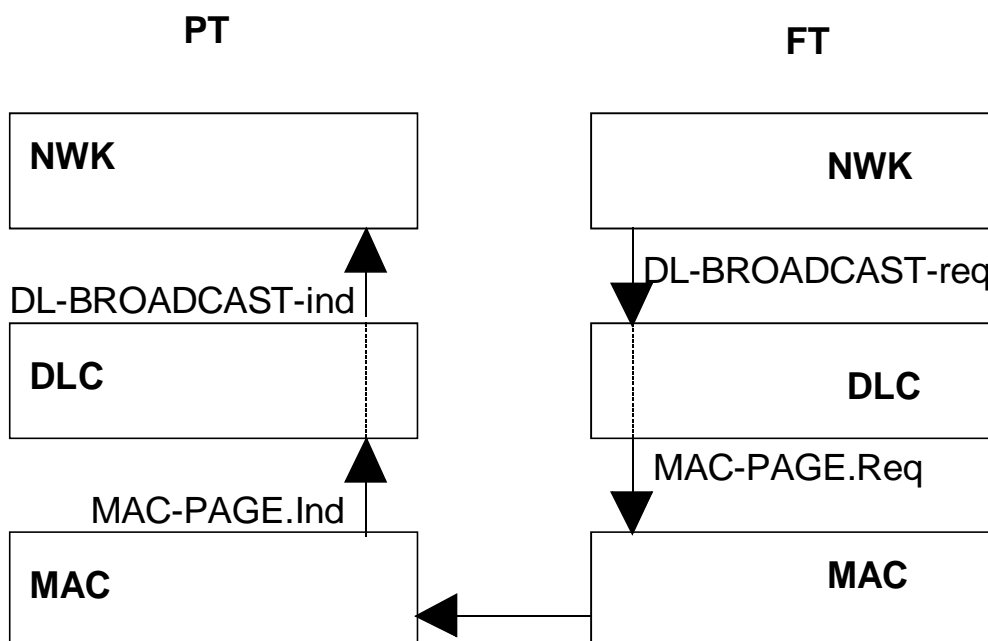 PT
FT
NWK
NWK
DL-BROADCAST-req
DL-BROADCAST-ind
DLC
DLC
MAC-PAGE.Req
MAC-PAGE.Ind
MAC
MAC